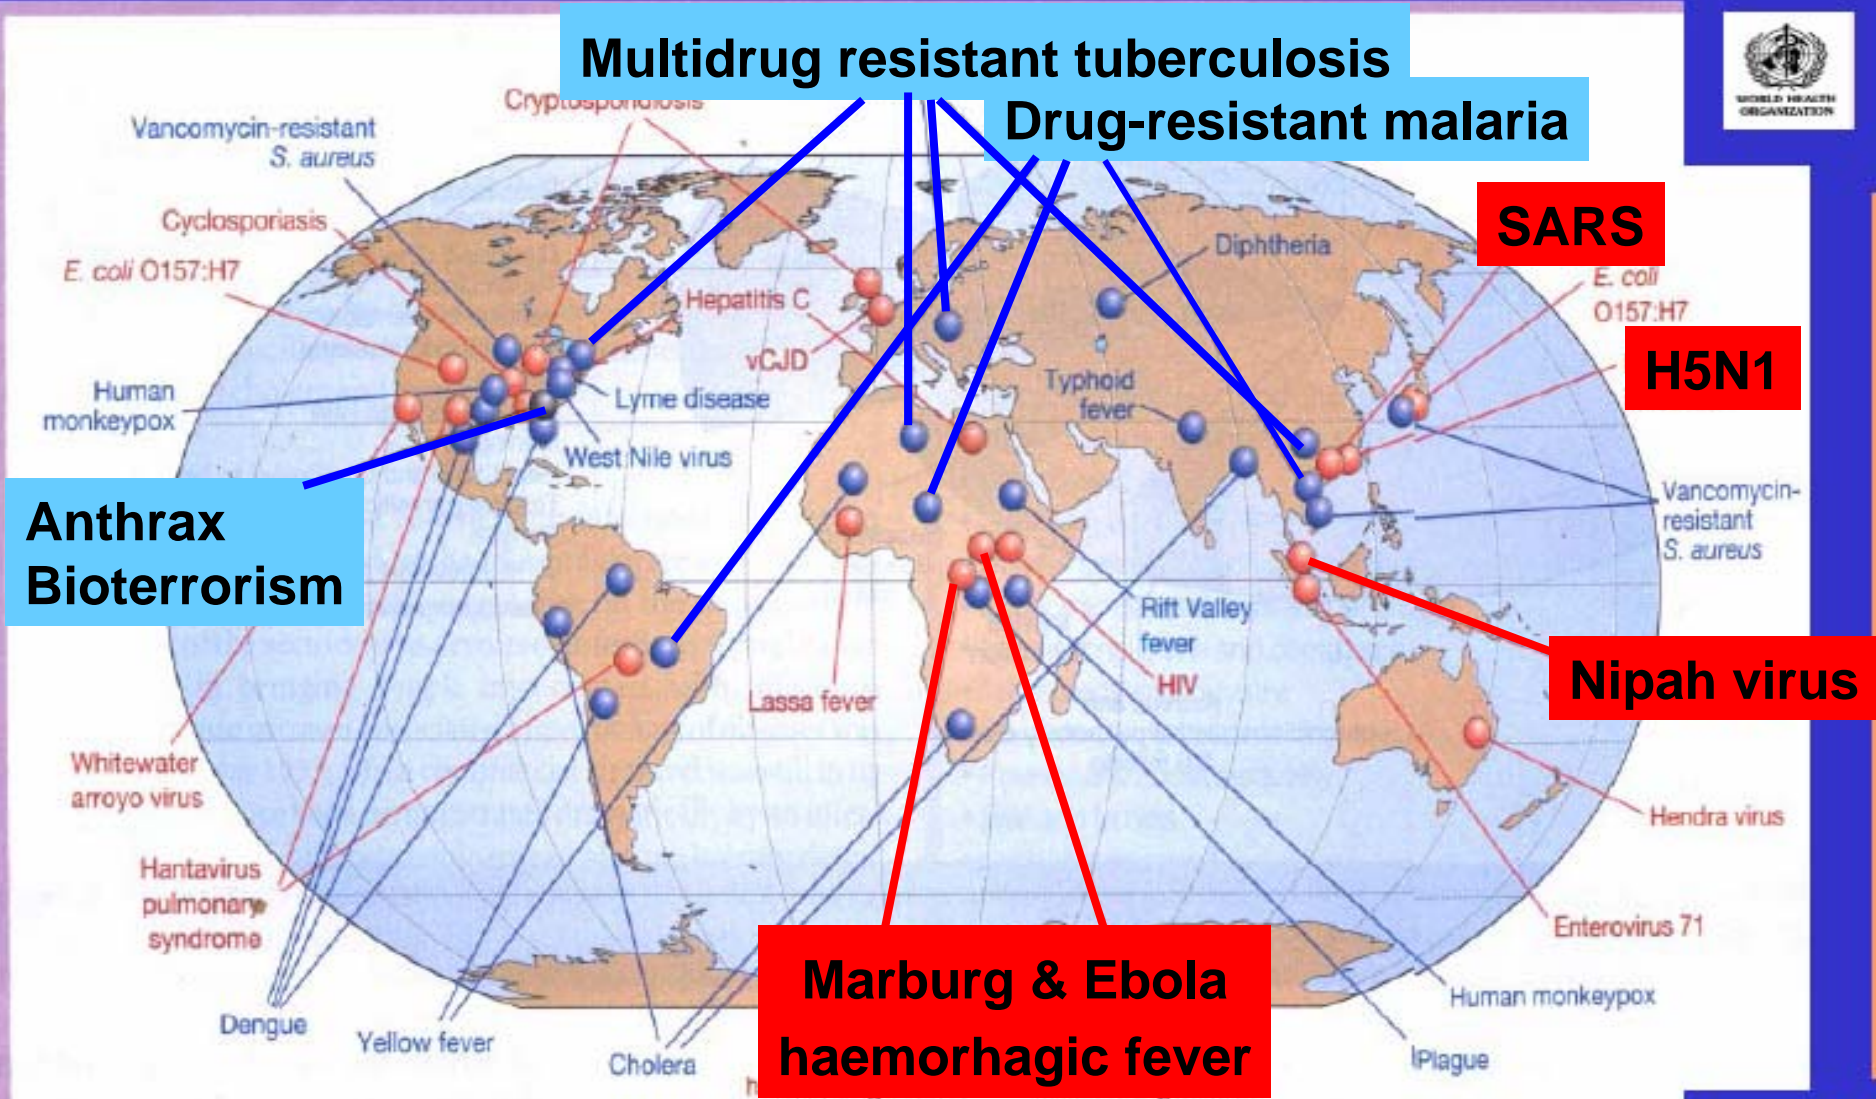 Multidrug resistant tuberculosis
Drug-resistant malaria
WORLD HEALTH
ORGANIZATION
Vancomycin-resistant
S. aureus
Cyclosporiasis
E. coli O157:H7
SARS
Diphtheria
E. coli
O157:H7
Hepatitis C
H5N1
vCJD
Human
monkeypox
Lyme disease
Typhoid
fever
West Nile virus
Anthrax
Bioterrorism
Vancomycin-
resistant
S. aureus
Rift Valley
fever
HIV
Lassa fever
Nipah virus
Whitewater
arroyo virus
Hendra virus
Hantavirus
pulmonary
syndrome
Enterovirus 71
Marburg & Ebola
haemorhagic fever
Human monkeypox
Dengue
Yellow fever
Cholera
Plague